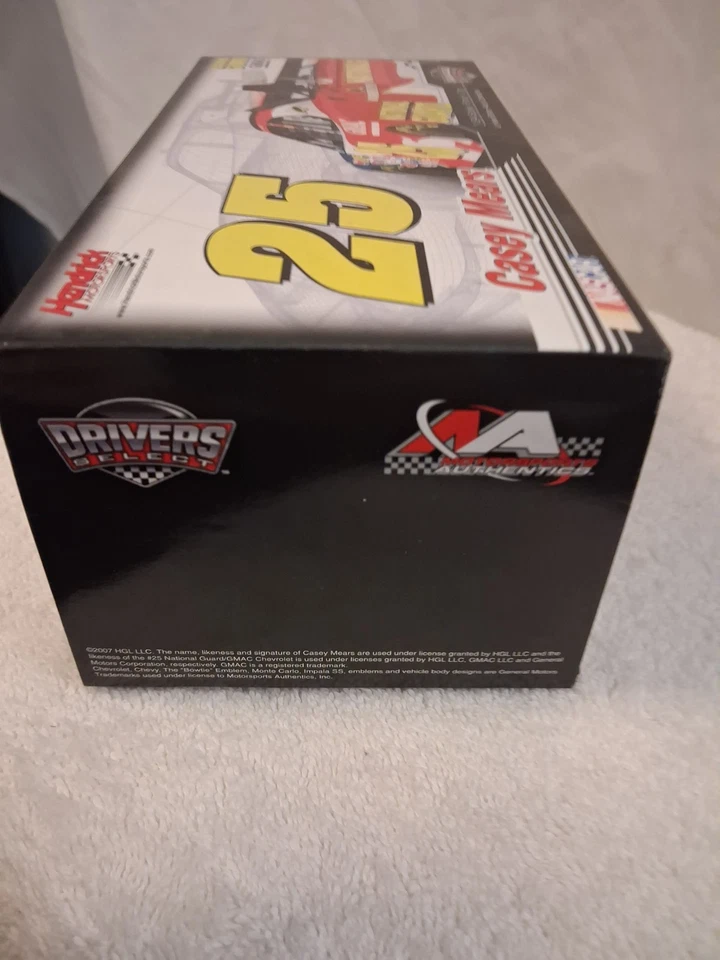 25
Casey Mears
Hendrick
MOTORSPORTS
DRIVERS
SELECT™
MA
MOTORSPORTS
AUTHENTICS.
©2007 HGL LLC. The name, likeness and signature of Casey Mears are used under license granted by HGL LLC and the
likeness of the #25 National Guard/GMAC Chevrolet is used under licenses granted by HGL LLC, GMAC LLC and General
Motors Corporation, respectively. GMAC is a registered trademark.
Chevrolet, Chevy, The "Bowtie" Emblem, Monte Carlo, Impala SS, emblems and vehicle body designs are General Motors
Trademarks used under license to Motorsports Authentics, Inc.